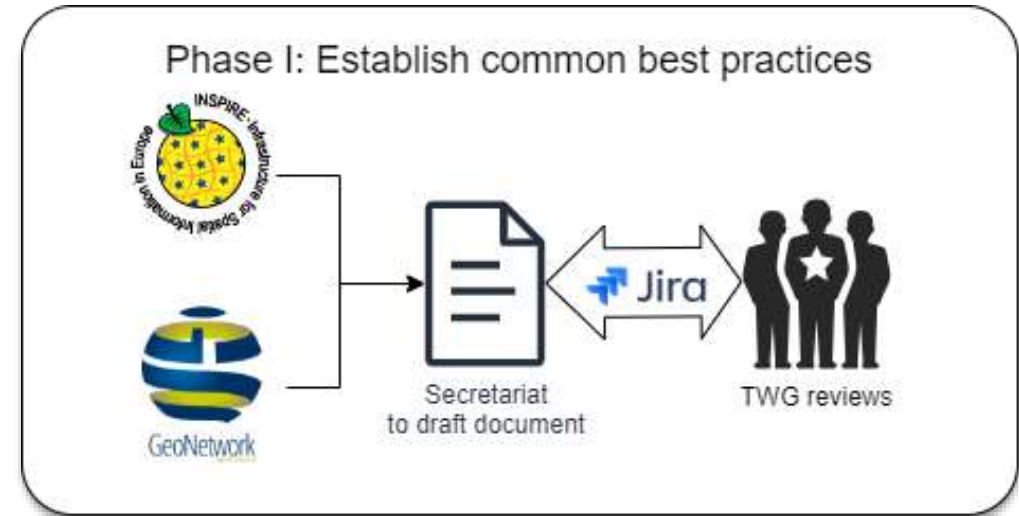 Phase I: Establish common best practices
INSPIRE · Infrastructure for Spatial Information in Europe
GeoNetwork
Jira
Secretariat
to draft document
TWG reviews